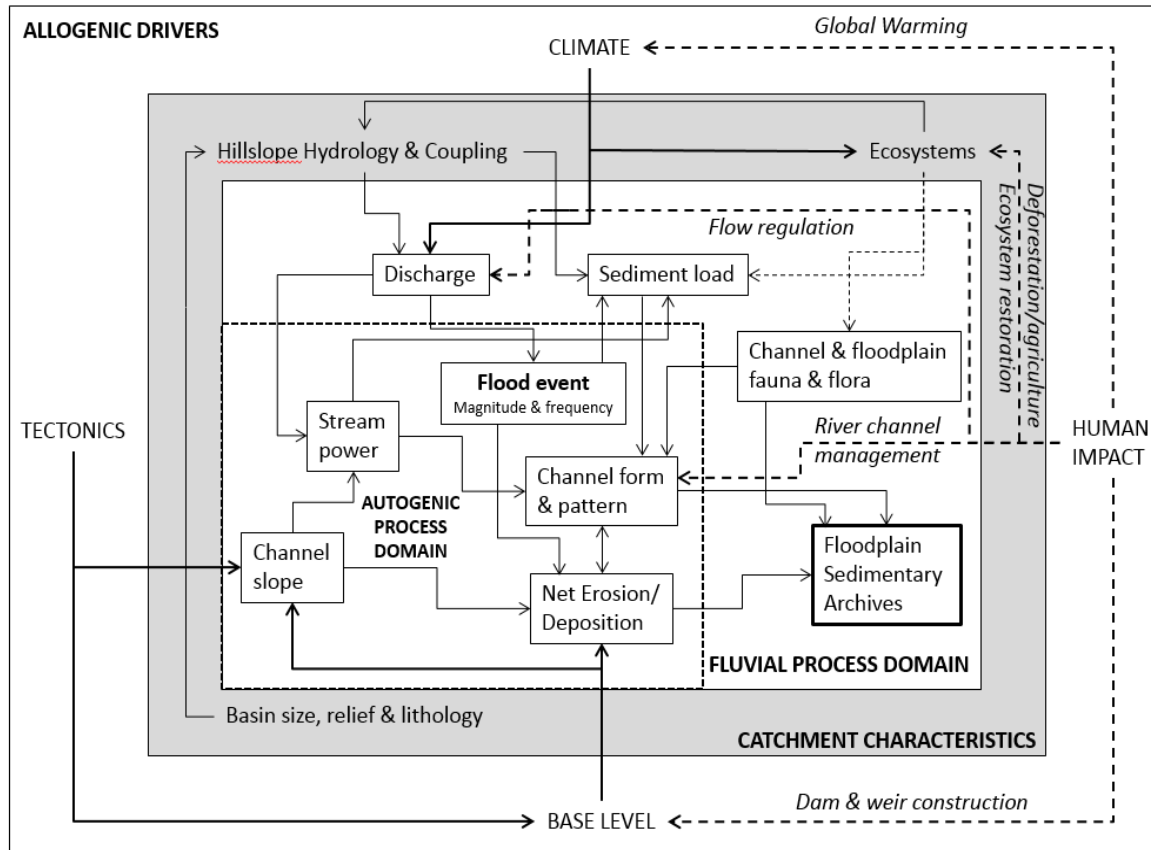 ALLOGENIC DRIVERS
Global Warming
CLIMATE
Hillslope Hydrology & Coupling
Ecosystems
Deforestation/agriculture
Ecosystem restoration
Flow regulation
Discharge
Sediment load
Channel & floodplain
fauna & flora
Flood event
Magnitude & frequency
Stream
power
TECTONICS
River channel
management
HUMAN
IMPACT
Channel form
& pattern
AUTOGENIC
PROCESS
DOMAIN
Channel
slope
Floodplain
Sedimentary
Archives
Net Erosion/
Deposition
FLUVIAL PROCESS DOMAIN
Basin size, relief & lithology
CATCHMENT CHARACTERISTICS
Dam & weir construction
BASE LEVEL